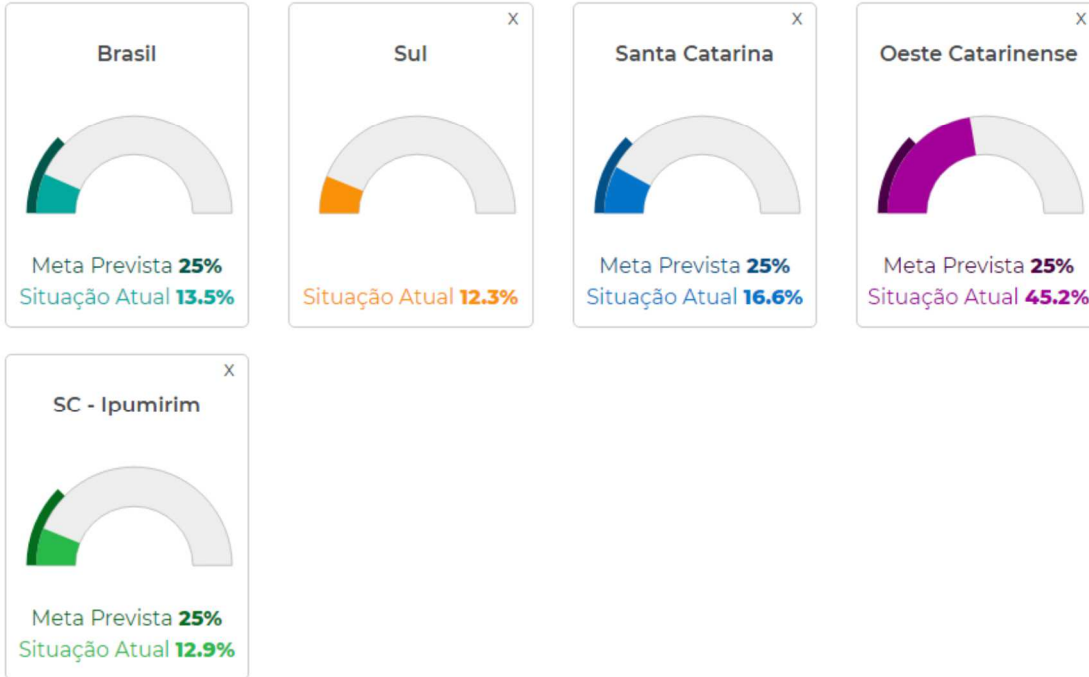 Brasil
Meta Prevista 25%
Situação Atual 13.5%
X
Sul
Situação Atual 12.3%
X
Santa Catarina
Meta Prevista 25%
Situação Atual 16.6%
X
Oeste Catarinense
Meta Prevista 25%
Situação Atual 45.2%
X
SC - Ipumirim
Meta Prevista 25%
Situação Atual 12.9%